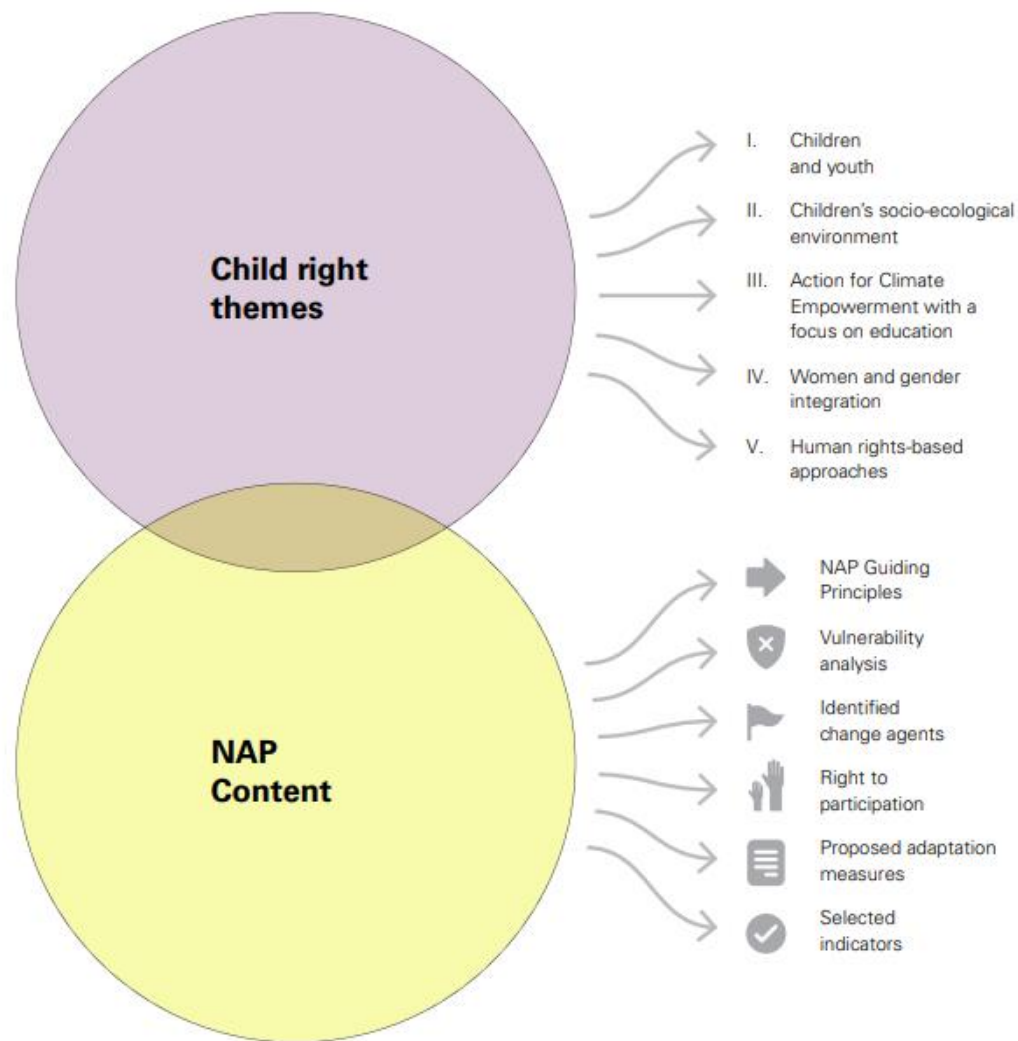 Child right
themes
I. Children
and youth
II. Children's socio-ecological
environment
III. Action for Climate
Empowerment with a
focus on education
IV. Women and gender
integration
V. Human rights-based
approaches
NAP
Content
NAP Guiding
Principles
Vulnerability
analysis
Identified
change agents
Right to
participation
Proposed adaptation
measures
Selected
indicators